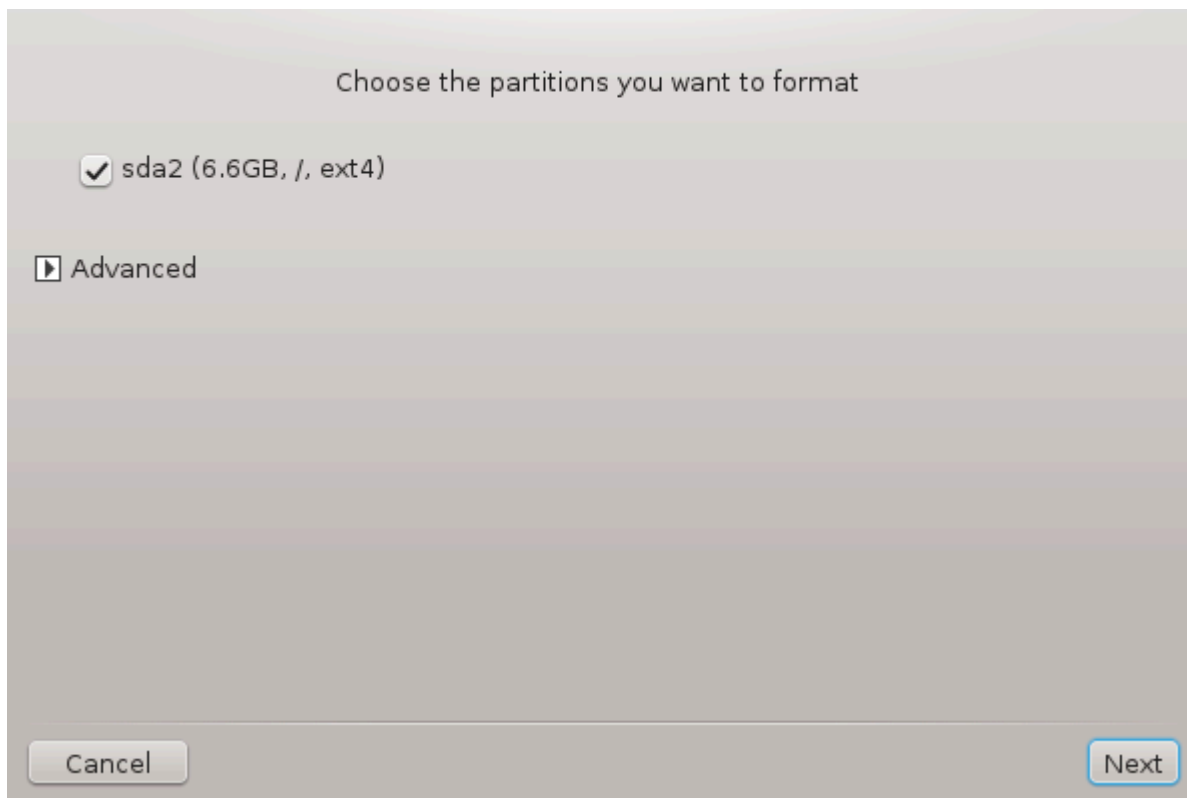 Choose the partitions you want to format
sda2 (6.6GB, /, ext4)
Advanced
Cancel
Next